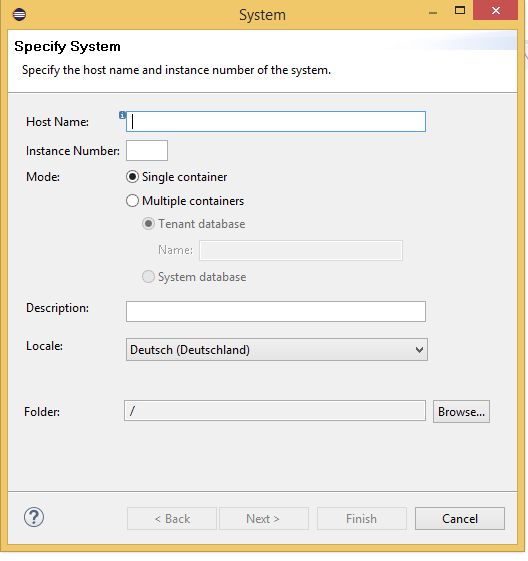 System
Specify System
Specify the host name and instance number of the system.
Host Name:
Instance Number:
Mode: Single container
Multiple containers
Tenant database
Name:
System database
Description:
Locale: Deutsch (Deutschland)
Folder: / Browse...
< Back Next > Finish Cancel